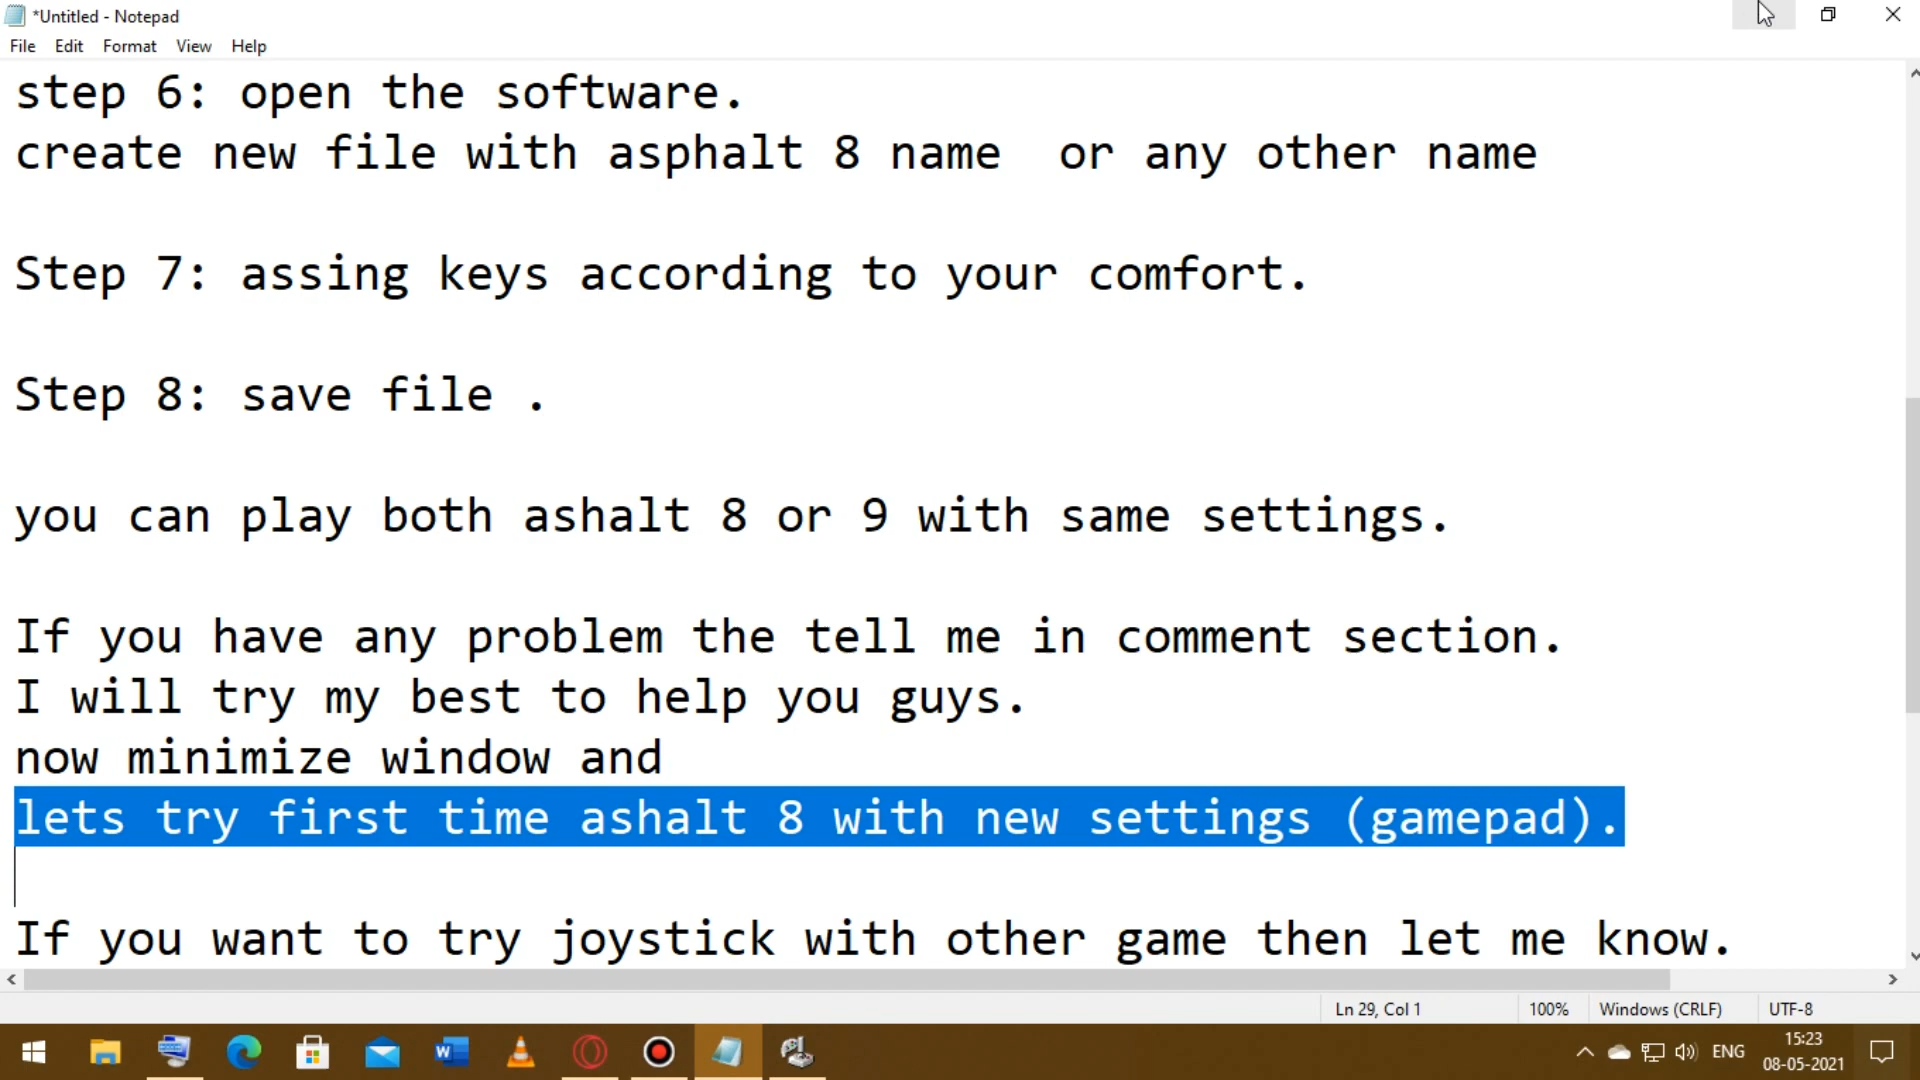 *Untitled - Notepad
File Edit Format View Help
step 6: open the software.
create new file with asphalt 8 name  or any other name
Step 7: assing keys according to your comfort.
Step 8: save file .
you can play both ashalt 8 or 9 with same settings.
If you have any problem the tell me in comment section.
I will try my best to help you guys.
now minimize window and
lets try first time ashalt 8 with new settings (gamepad).
If you want to try joystick with other game then let me know.
Ln 29, Col 1 100% Windows (CRLF) UTF-8
ENG 15:23
08-05-2021